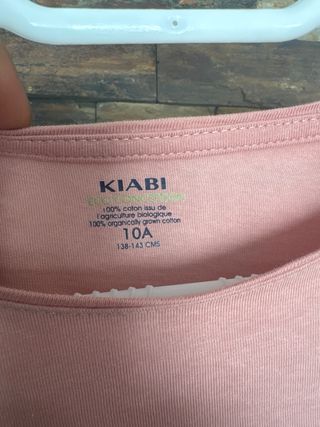 KIABI
100% coton issu de
l'agriculture biologique
100% organically grown cotton
10A
138-143 CMS